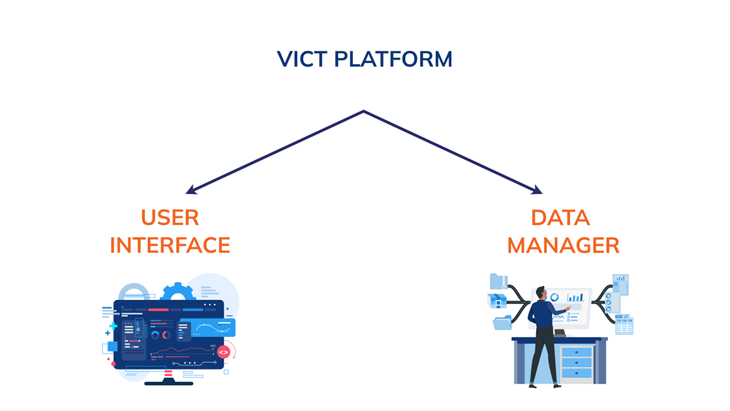 VICT PLATFORM
USER
INTERFACE
DATA
MANAGER